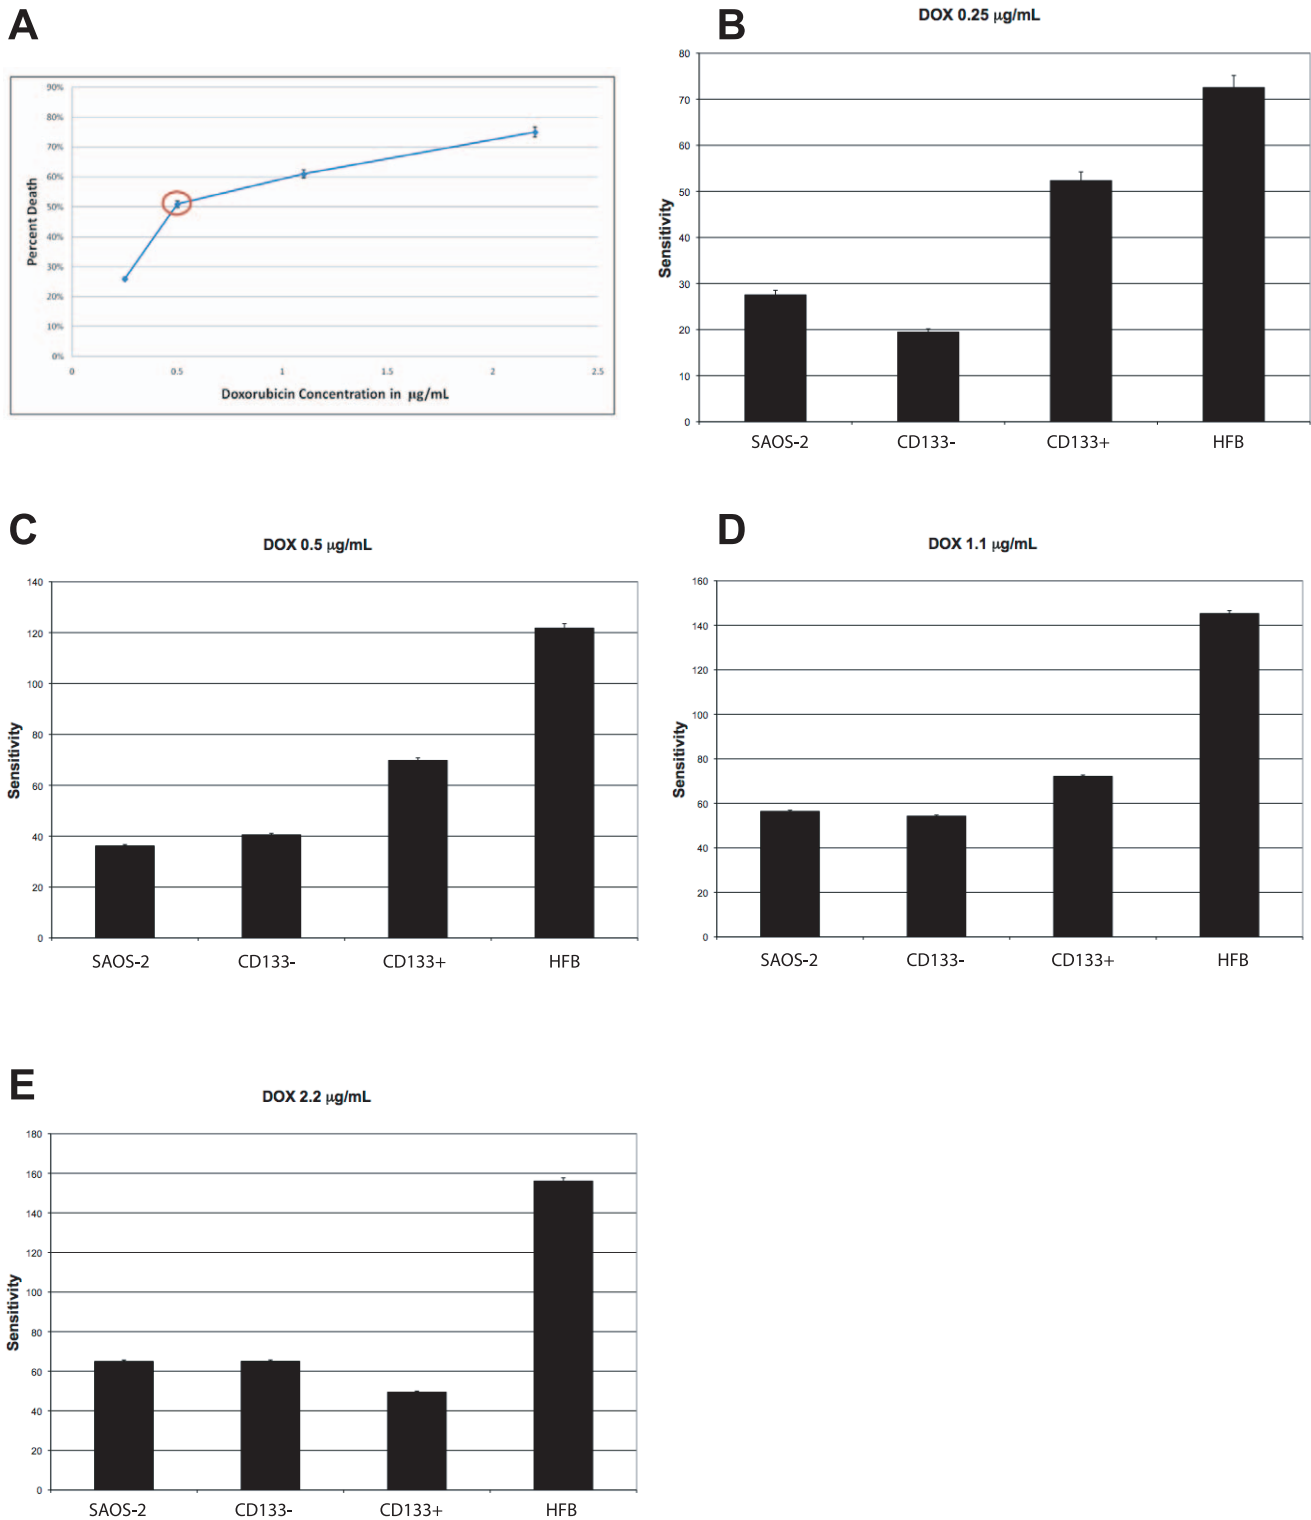 A
90%
80%
70%
60%
50%
40%
30%
20%
10%
0%
Percent Death
0 0.5 1 1.5 2 2.5
Doxorubicin Concentration in μg/mL
B
DOX 0.25 μg/mL
80
70
60
50
40
30
20
10
0
Sensitivity
SAOS-2 CD133- CD133+ HFB
C
DOX 0.5 μg/mL
140
120
100
80
60
40
20
0
Sensitivity
SAOS-2 CD133- CD133+ HFB
D
DOX 1.1 μg/mL
160
140
120
100
80
60
40
20
0
Sensitivity
SAOS-2 CD133- CD133+ HFB
E
DOX 2.2 μg/mL
180
160
140
120
100
80
60
40
20
0
Sensitivity
SAOS-2 CD133- CD133+ HFB